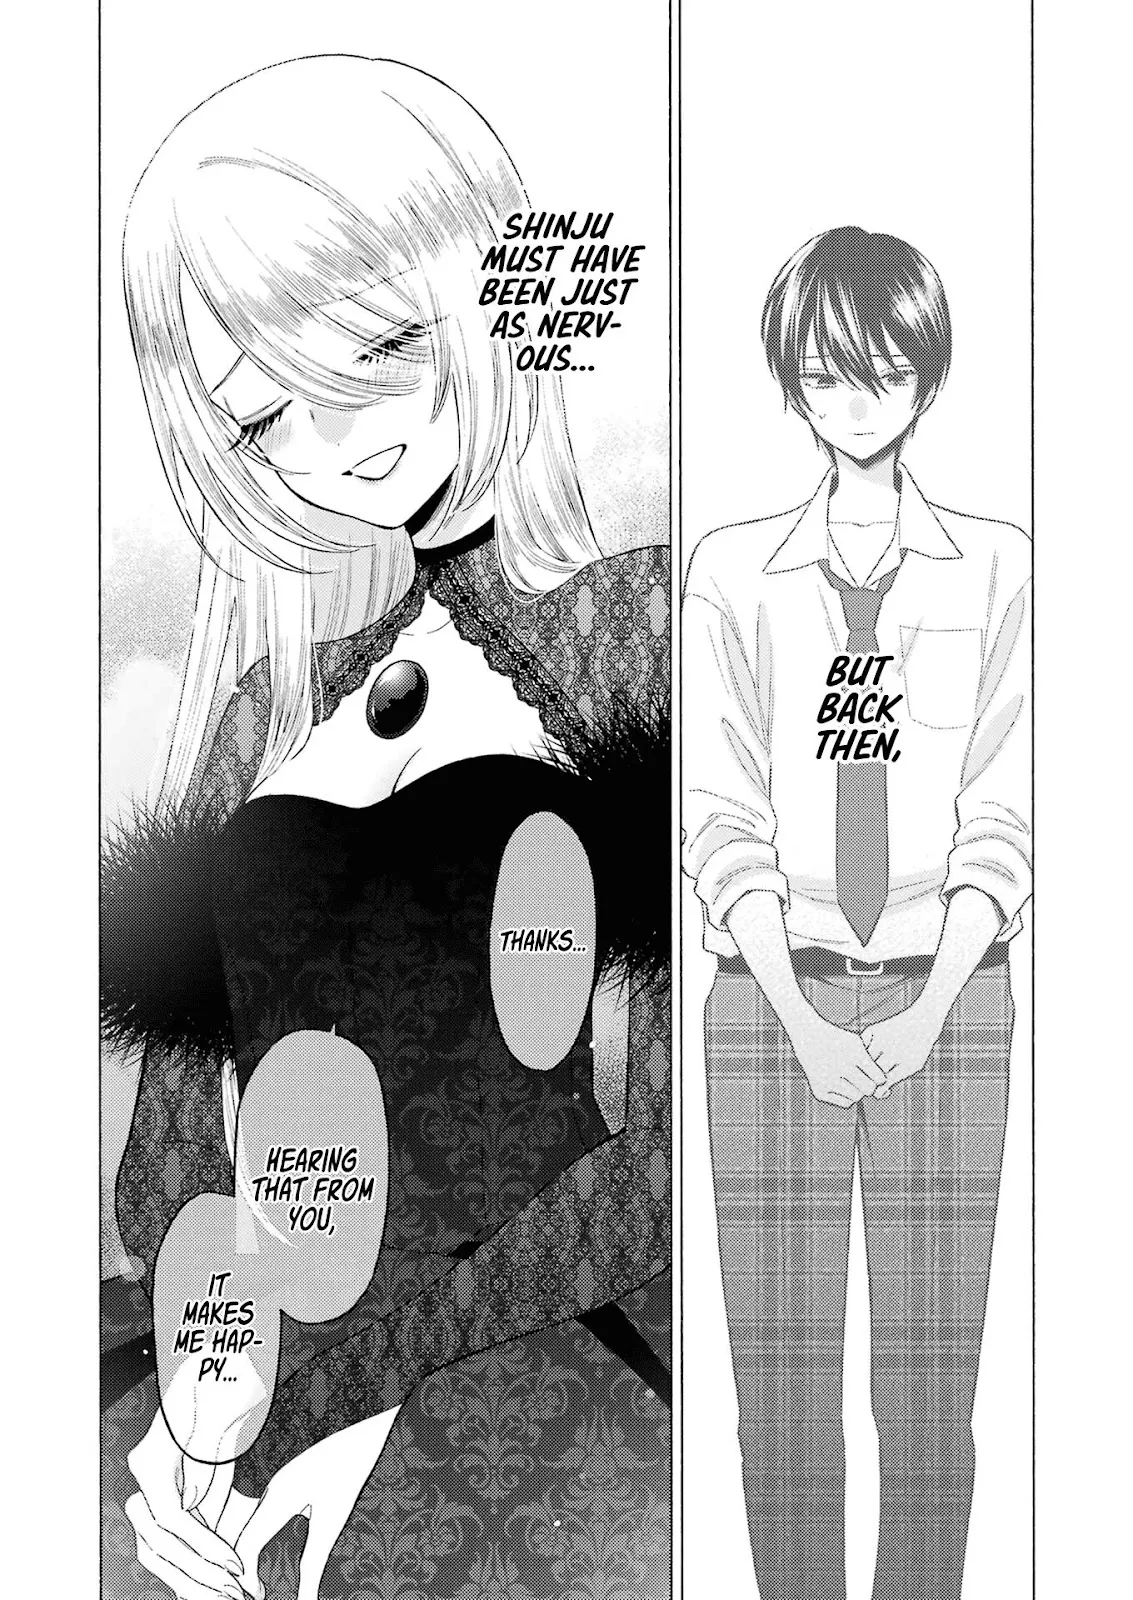 BUT
BACK
THEN,
SHINJU
MUST HAVE
BEEN JUST
AS NERV-
OUS...
THANKS...
HEARING
THAT FROM
YOU,
IT
MAKES
ME HAP-
PY...